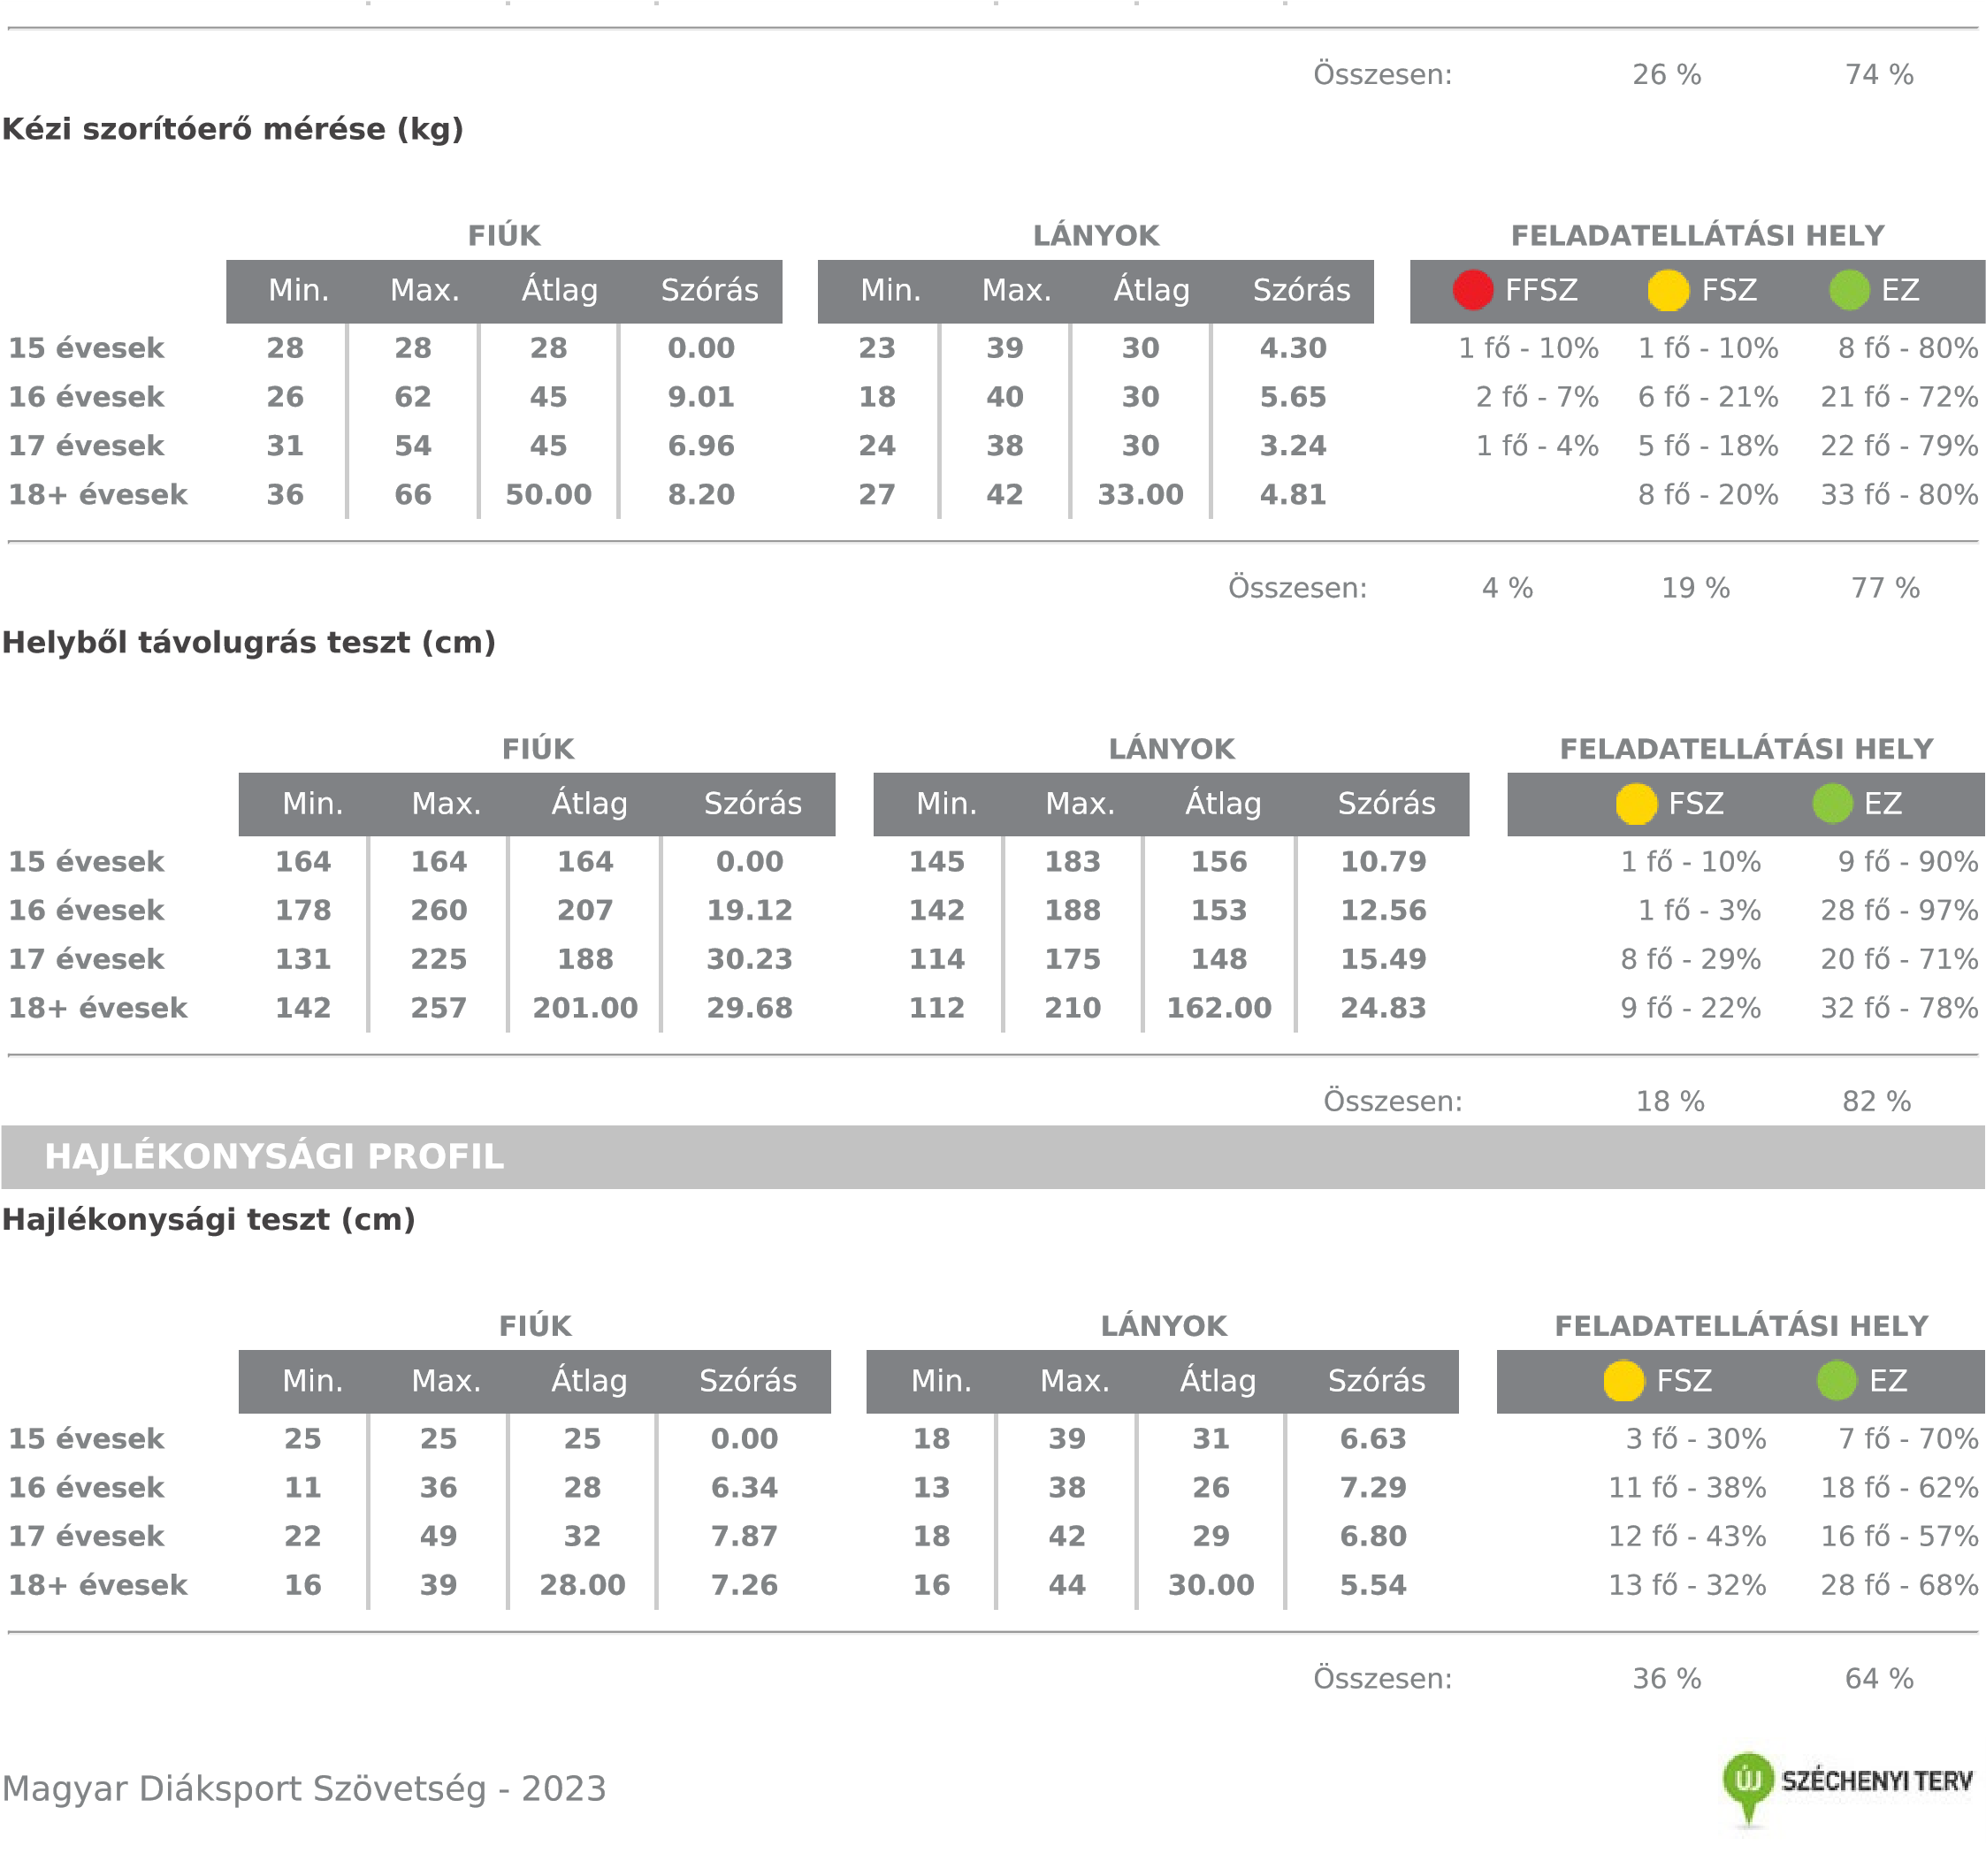 Összesen: 26 % 74 %
Kézi szorítóerő mérése (kg)
FIÚK LÁNYOK FELADATELLÁTÁSI HELY
Min. Max. Átlag Szórás Min. Max. Átlag Szórás FFSZ FSZ EZ
15 évesek 28 28 28 0.00 23 39 30 4.30 1 fő - 10% 1 fő - 10% 8 fő - 80%
16 évesek 26 62 45 9.01 18 40 30 5.65 2 fő - 7% 6 fő - 21% 21 fő - 72%
17 évesek 31 54 45 6.96 24 38 30 3.24 1 fő - 4% 5 fő - 18% 22 fő - 79%
18+ évesek 36 66 50.00 8.20 27 42 33.00 4.81 8 fő - 20% 33 fő - 80%
Összesen: 4 % 19 % 77 %
Helyből távolugrás teszt (cm)
FIÚK LÁNYOK FELADATELLÁTÁSI HELY
Min. Max. Átlag Szórás Min. Max. Átlag Szórás FSZ EZ
15 évesek 164 164 164 0.00 145 183 156 10.79 1 fő - 10% 9 fő - 90%
16 évesek 178 260 207 19.12 142 188 153 12.56 1 fő - 3% 28 fő - 97%
17 évesek 131 225 188 30.23 114 175 148 15.49 8 fő - 29% 20 fő - 71%
18+ évesek 142 257 201.00 29.68 112 210 162.00 24.83 9 fő - 22% 32 fő - 78%
Összesen: 18 % 82 %
HAJLÉKONYSÁGI PROFIL
Hajlékonysági teszt (cm)
FIÚK LÁNYOK FELADATELLÁTÁSI HELY
Min. Max. Átlag Szórás Min. Max. Átlag Szórás FSZ EZ
15 évesek 25 25 25 0.00 18 39 31 6.63 3 fő - 30% 7 fő - 70%
16 évesek 11 36 28 6.34 13 38 26 7.29 11 fő - 38% 18 fő - 62%
17 évesek 22 49 32 7.87 18 42 29 6.80 12 fő - 43% 16 fő - 57%
18+ évesek 16 39 28.00 7.26 16 44 30.00 5.54 13 fő - 32% 28 fő - 68%
Összesen: 36 % 64 %
Magyar Diáksport Szövetség - 2023
ÚJ SZÉCHENYI TERV